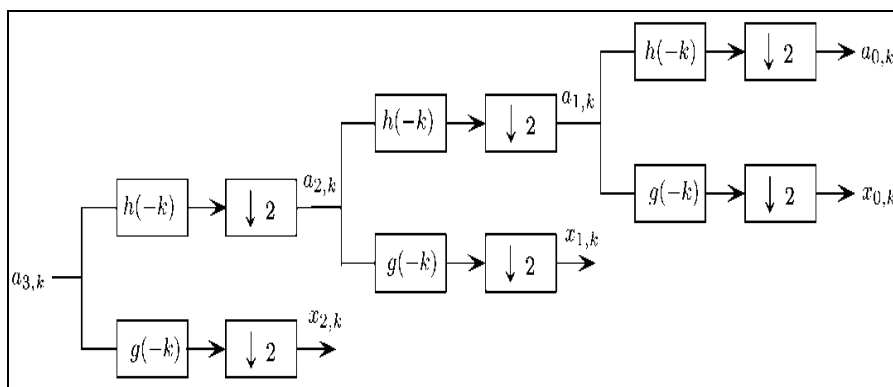 h(-k) ↓ 2 a_{0,k}
a_{1,k}
h(-k) ↓ 2
a_{2,k}
g(-k) ↓ 2 x_{0,k}
h(-k) ↓ 2
x_{1,k}
g(-k) ↓ 2
a_{3,k}
x_{2,k}
g(-k) ↓ 2